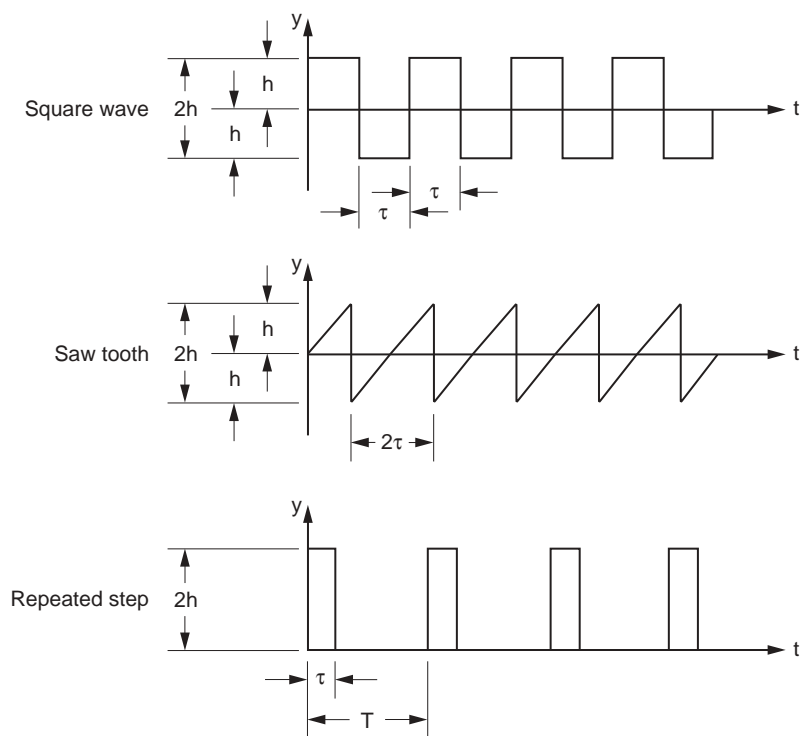 y
h
Square wave 2h t
h
τ
τ
y
h
Saw tooth 2h t
h
2τ
y
Repeated step 2h
t
τ
T